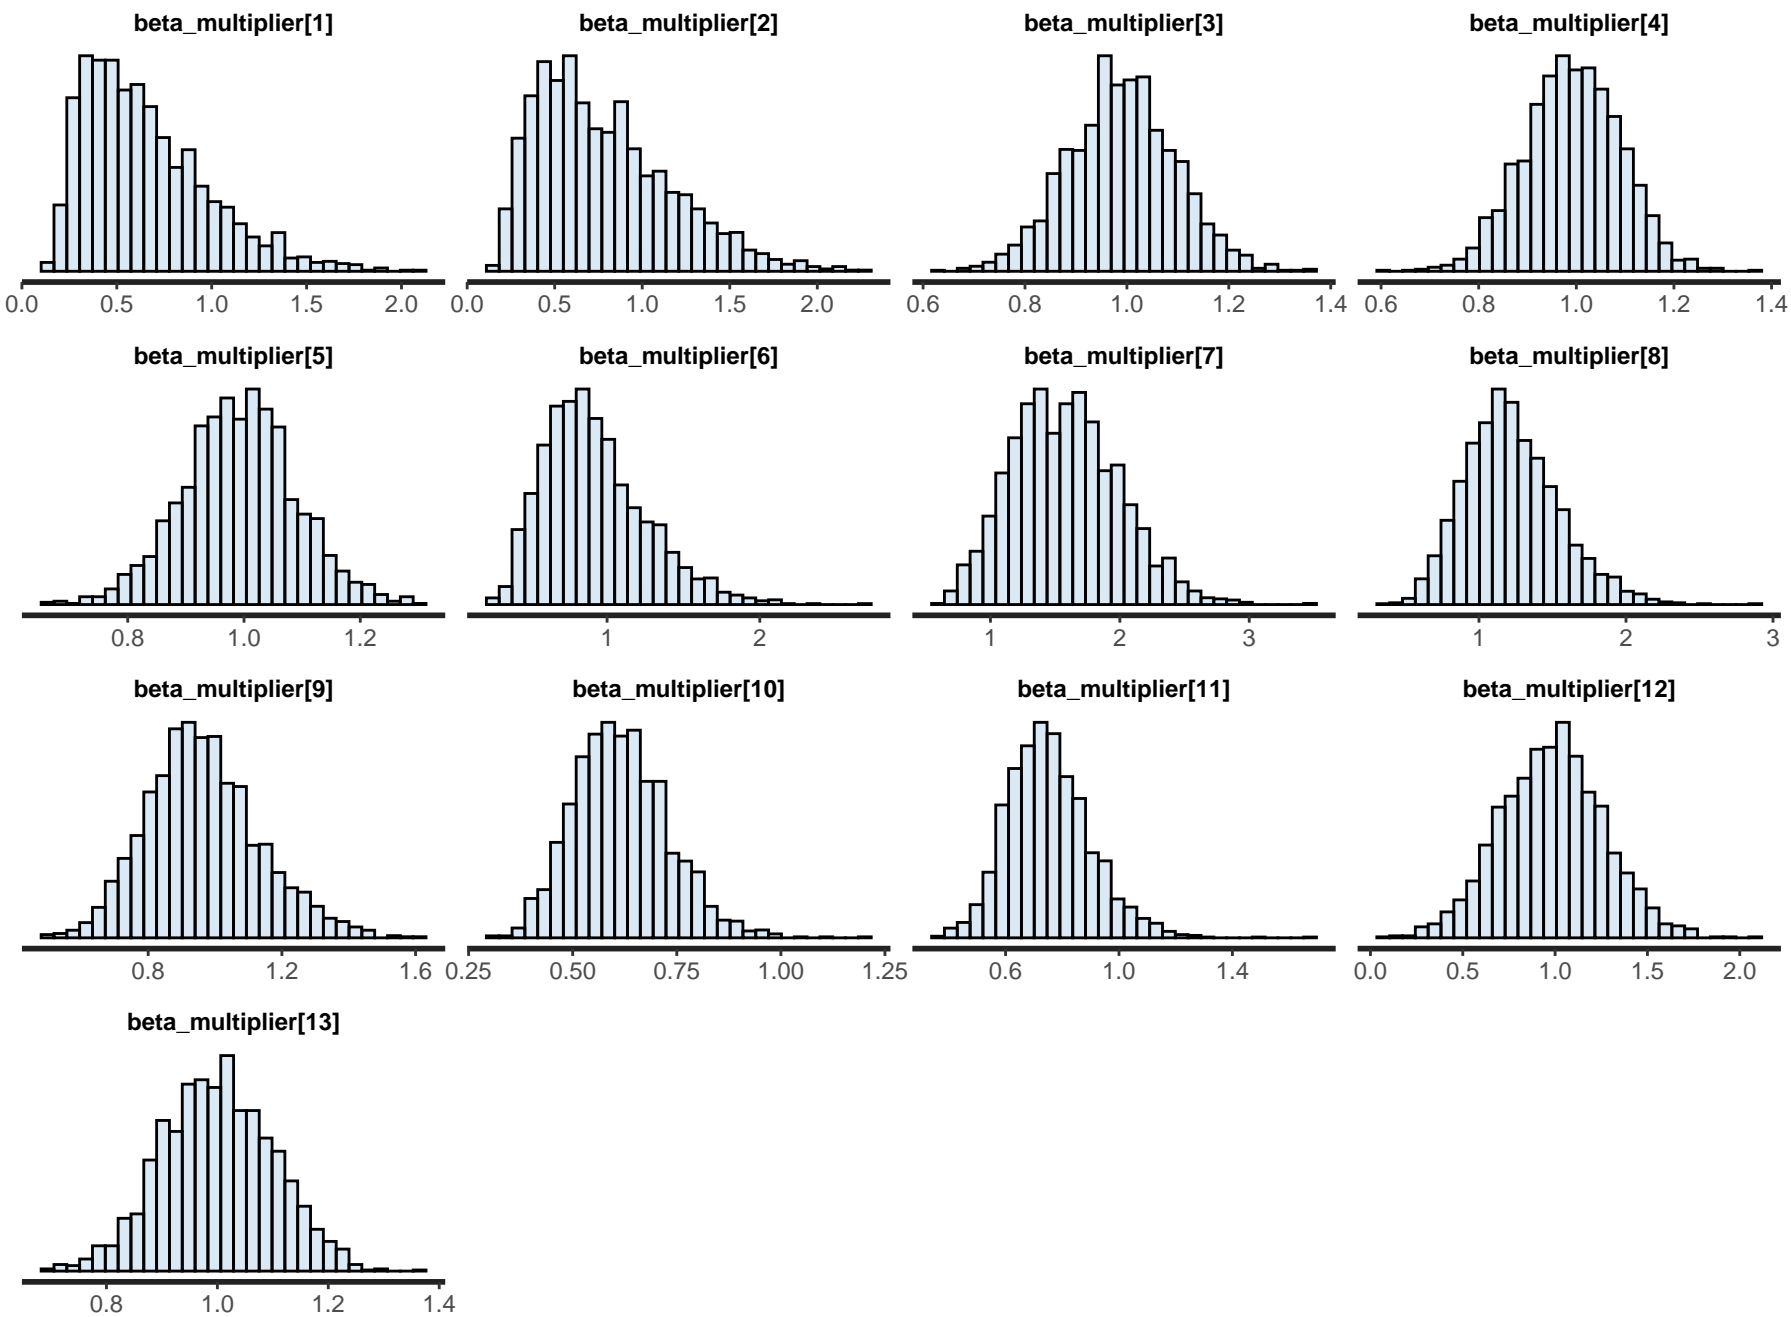 beta_multiplier[1] beta_multiplier[2] beta_multiplier[3] beta_multiplier[4]
0.0 0.5 1.0 1.5 2.0 0.0 0.5 1.0 1.5 2.0 0.6 0.8 1.0 1.2 1.4 0.6 0.8 1.0 1.2 1.4
beta_multiplier[5] beta_multiplier[6] beta_multiplier[7] beta_multiplier[8]
0.8 1.0 1.2 1 2 1 2 3 1 2 3
beta_multiplier[9] beta_multiplier[10] beta_multiplier[11] beta_multiplier[12]
0.8 1.2 1.6 0.25 0.50 0.75 1.00 1.25 0.6 1.0 1.4 0.0 0.5 1.0 1.5 2.0
beta_multiplier[13]
0.8 1.0 1.2 1.4